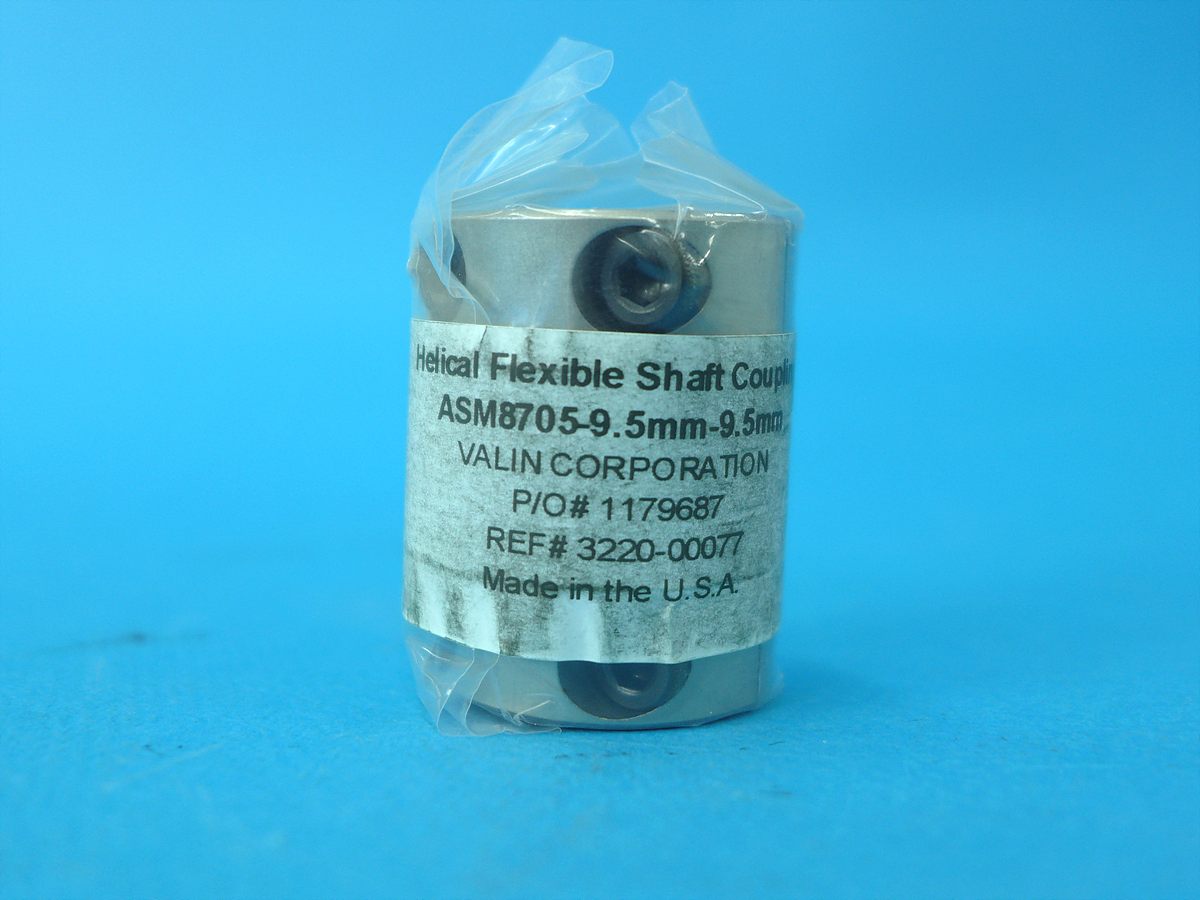 Helical Flexible Shaft Couplin
ASM8705-9.5mm-9.5mm
VALIN CORPORATION
P/O# 1179687
REF# 3220-00077
Made in the U.S.A.